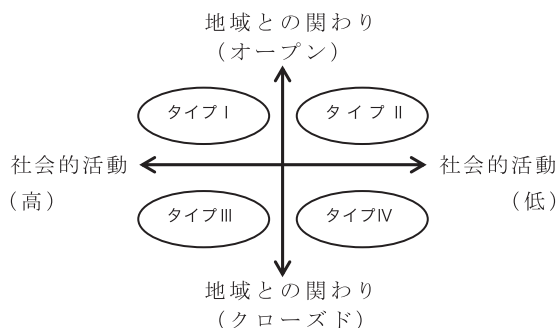 地域との関わり
（オープン）
タイプⅠ
タイプⅡ
社会的活動
（高）
社会的活動
（低）
タイプⅢ
タイプⅣ
地域との関わり
（クローズド）